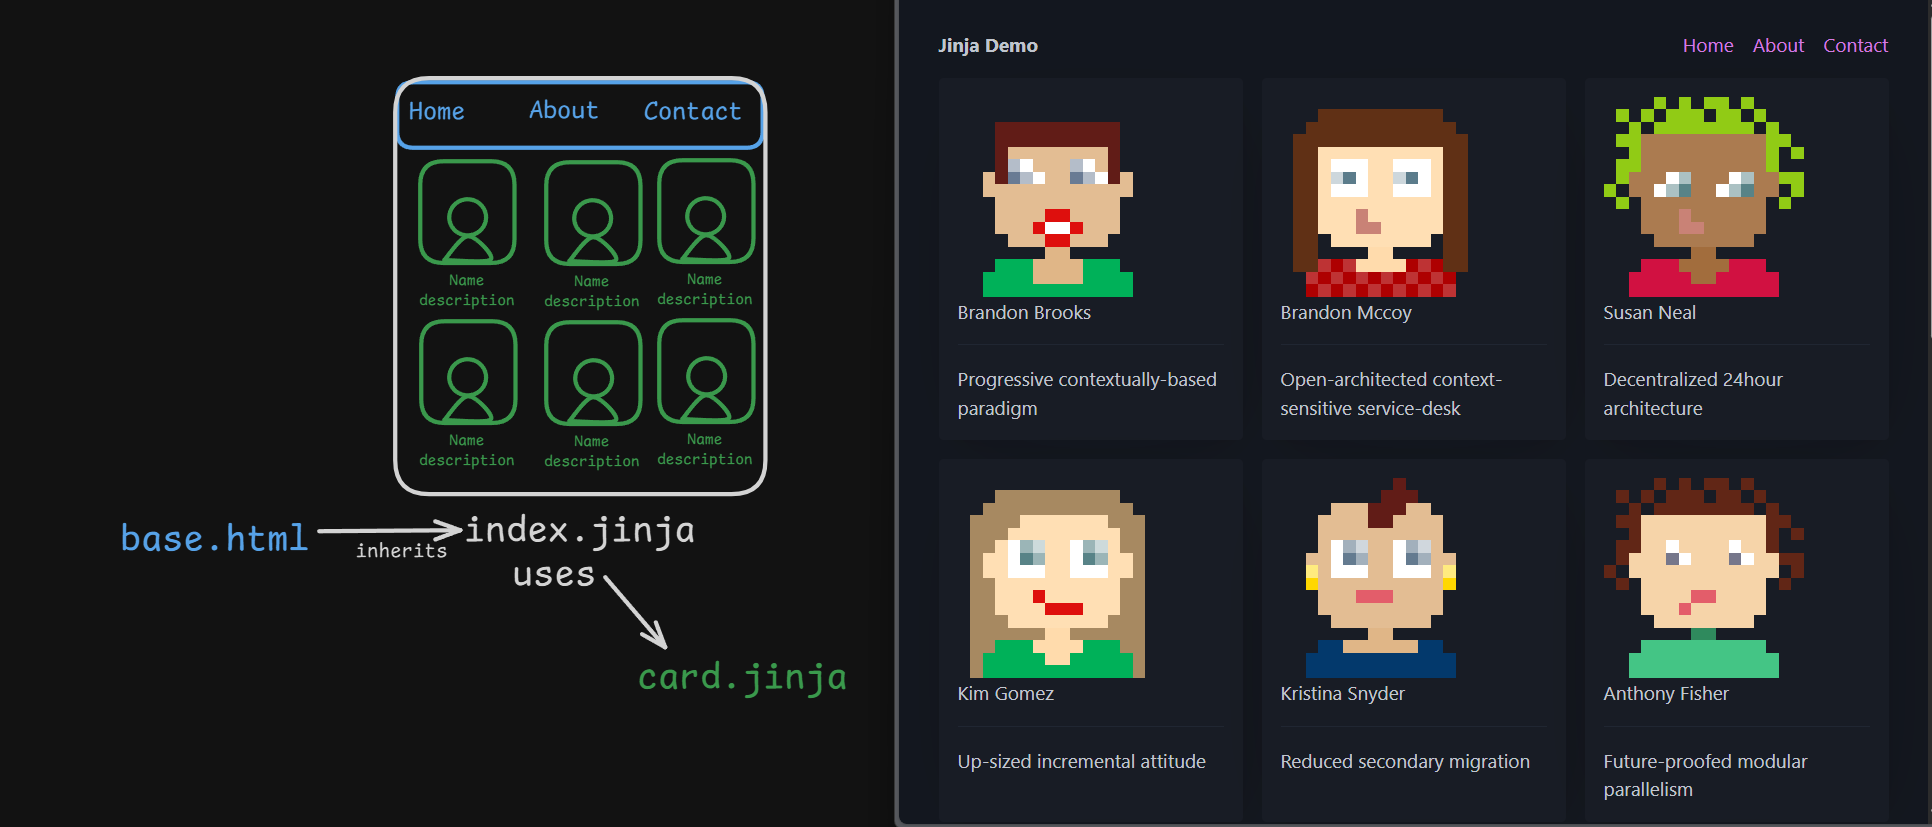 Home About Contact
Name Name Name
description description description
Name Name Name
description description description
base.html inherits index.jinja
uses
card.jinja
Jinja Demo
Home About Contact
Brandon Brooks
Progressive contextually-based
paradigm
Brandon Mccoy
Open-architected context-
sensitive service-desk
Susan Neal
Decentralized 24hour
architecture
Kim Gomez
Up-sized incremental attitude
Kristina Snyder
Reduced secondary migration
Anthony Fisher
Future-proofed modular
parallelism